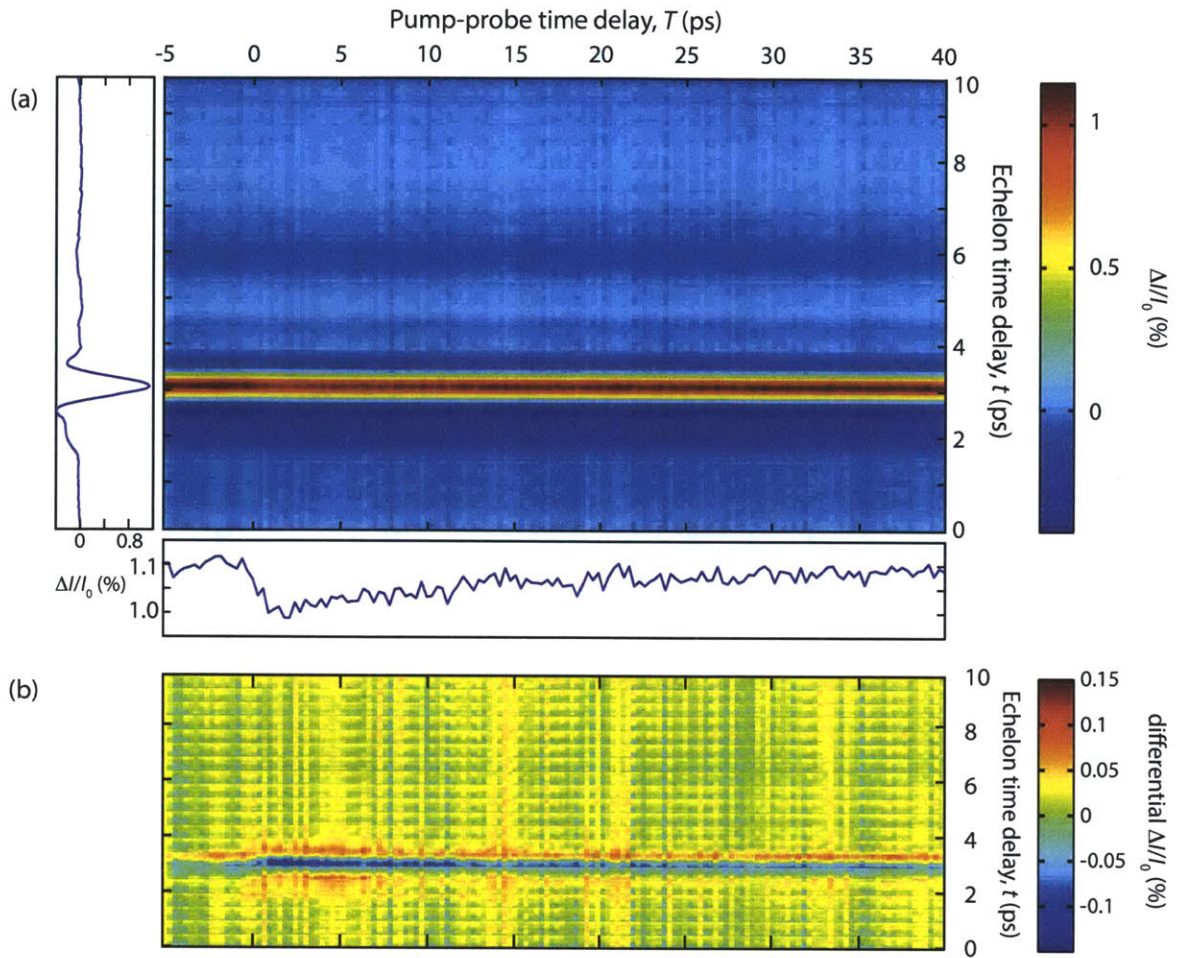 Pump-probe time delay, T (ps)
-5 0 5 10 15 20 25 30 35 40
(a)
10
8
6
4
2
0
Echelon time delay, t (ps)
1
0.5
0
ΔI/I0 (%)
0 0.8
ΔI/I0 (%)
1.1
1.0
(b)
10
8
6
4
2
0
Echelon time delay, t (ps)
0.15
0.10
0.05
0
-0.05
-0.1
differential ΔI/I0 (%)